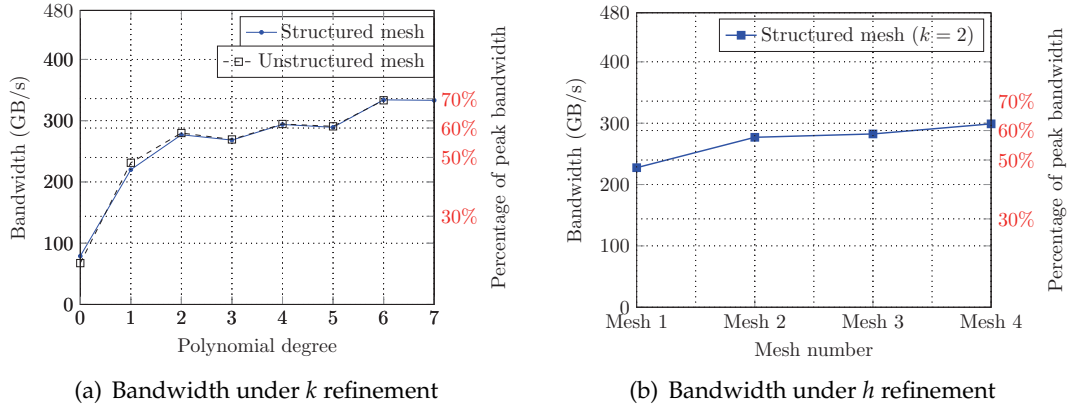 480
400
300
200
100
0
Bandwidth (GB/s)
0 1 2 3 4 5 6 7
Polynomial degree
Structured mesh
Unstructured mesh
70%
60%
50%
30%
Percentage of peak bandwidth
(a) Bandwidth under k refinement
480
400
300
200
100
0
Bandwidth (GB/s)
Mesh 1 Mesh 2 Mesh 3 Mesh 4
Mesh number
Structured mesh (k = 2)
70%
60%
50%
30%
Percentage of peak bandwidth
(b) Bandwidth under h refinement